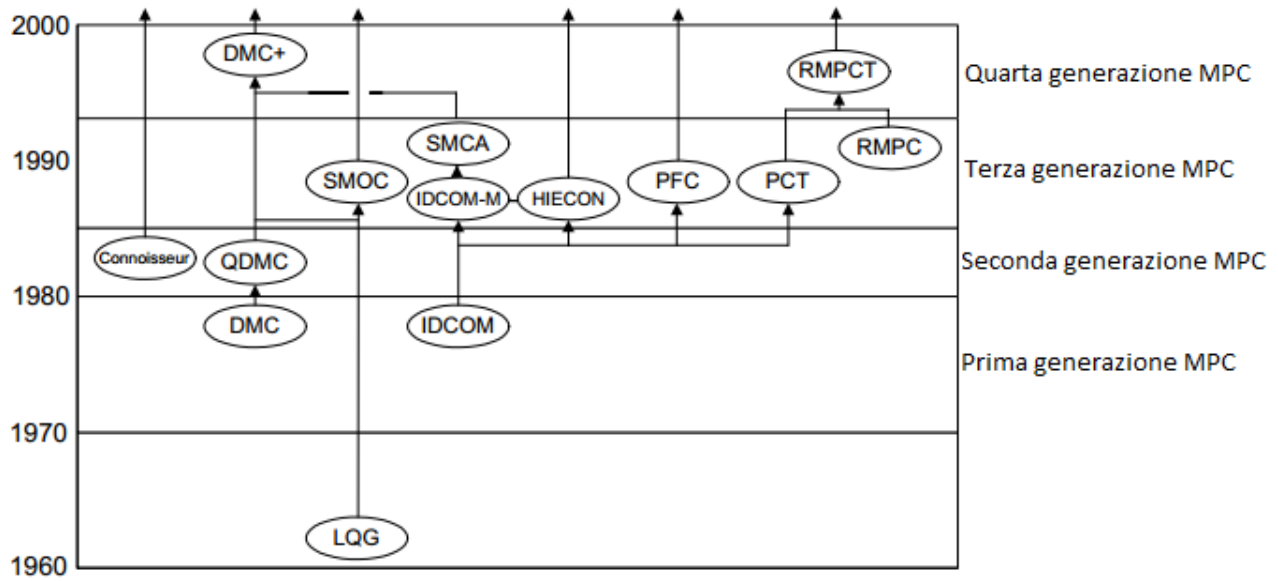 2000
DMC+
RMPCT
Quarta generazione MPC
SMCA
RMPC
1990
SMOC
IDCOM-M
HIECON
PFC
PCT
Terza generazione MPC
Connoisseur
QDMC
Seconda generazione MPC
1980
DMC
IDCOM
Prima generazione MPC
1970
LQG
1960